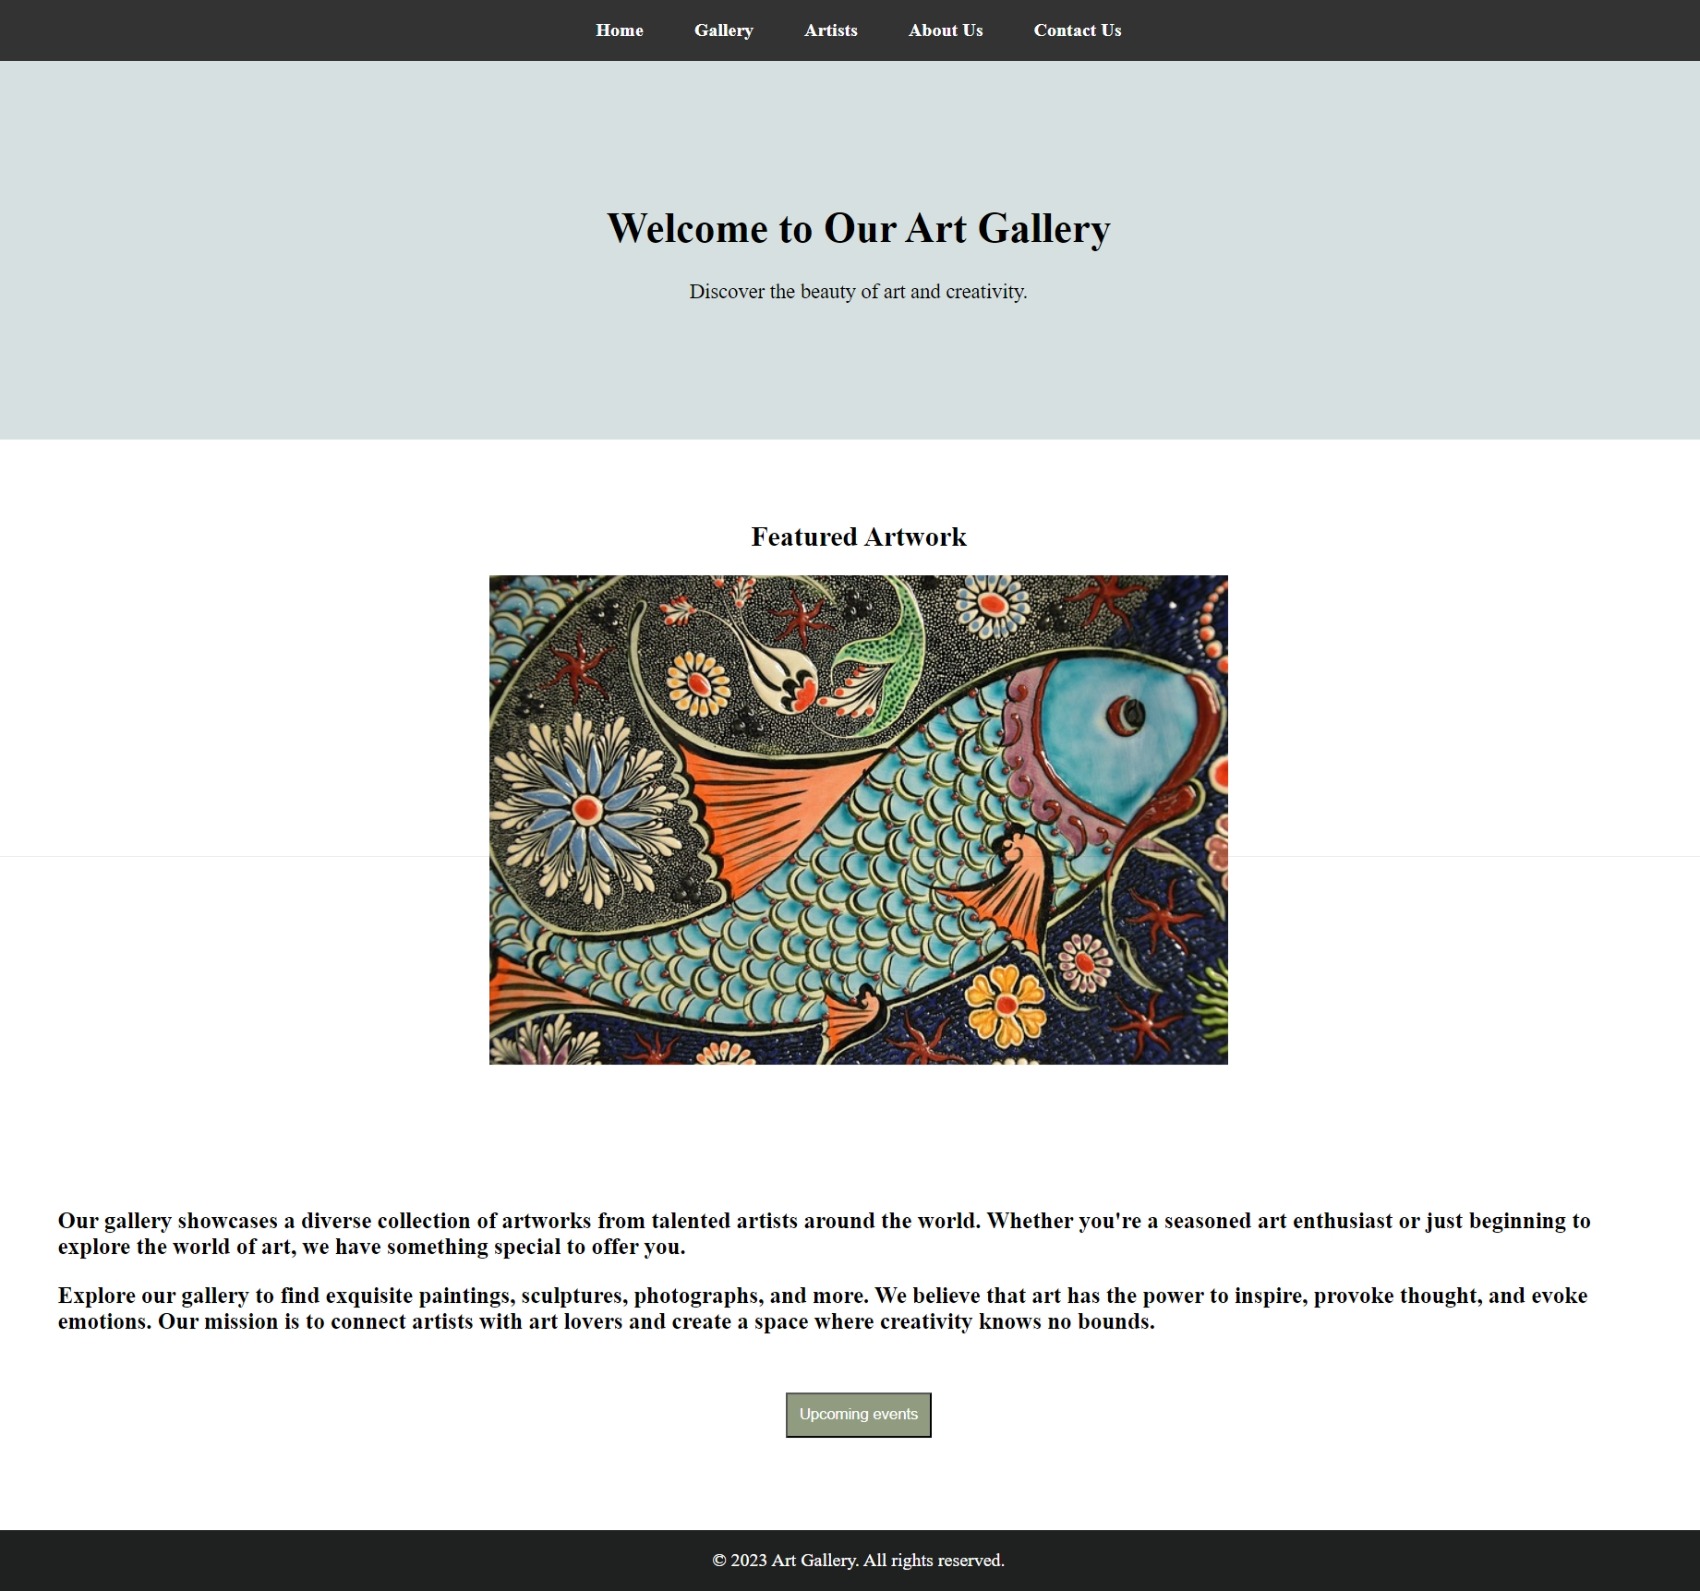 Home Gallery Artists About Us Contact Us
Welcome to Our Art Gallery
Discover the beauty of art and creativity.
Featured Artwork
Our gallery showcases a diverse collection of artworks from talented artists around the world. Whether you're a seasoned art enthusiast or just beginning to
explore the world of art, we have something special to offer you.
Explore our gallery to find exquisite paintings, sculptures, photographs, and more. We believe that art has the power to inspire, provoke thought, and evoke
emotions. Our mission is to connect artists with art lovers and create a space where creativity knows no bounds.
Upcoming events
© 2023 Art Gallery. All rights reserved.